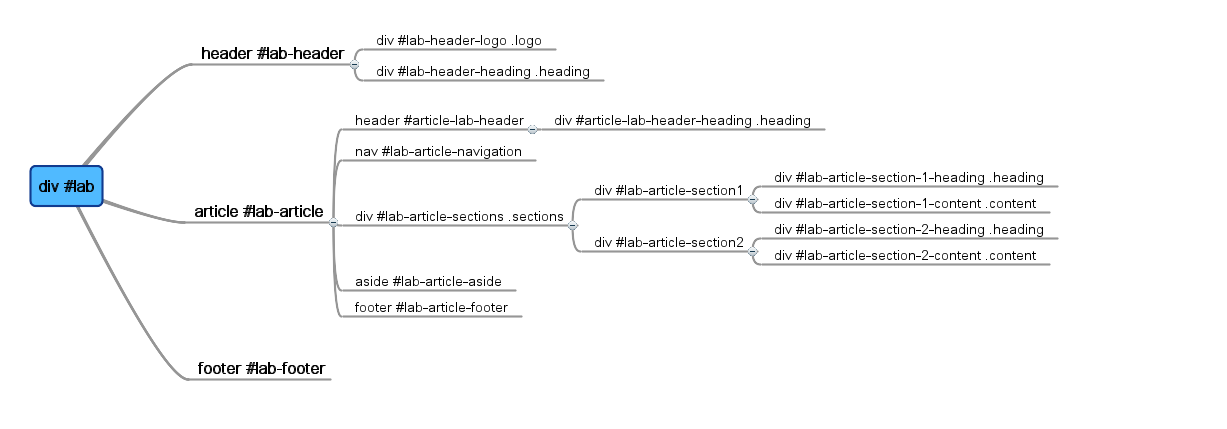 div #lab
header #lab-header
div #lab-header-logo .logo
div #lab-header-heading .heading
article #lab-article
header #article-lab-header
div #article-lab-header-heading .heading
nav #lab-article-navigation
div #lab-article-sections .sections
div #lab-article-section1
div #lab-article-section-1-heading .heading
div #lab-article-section-1-content .content
div #lab-article-section2
div #lab-article-section-2-heading .heading
div #lab-article-section-2-content .content
aside #lab-article-aside
footer #lab-article-footer
footer #lab-footer